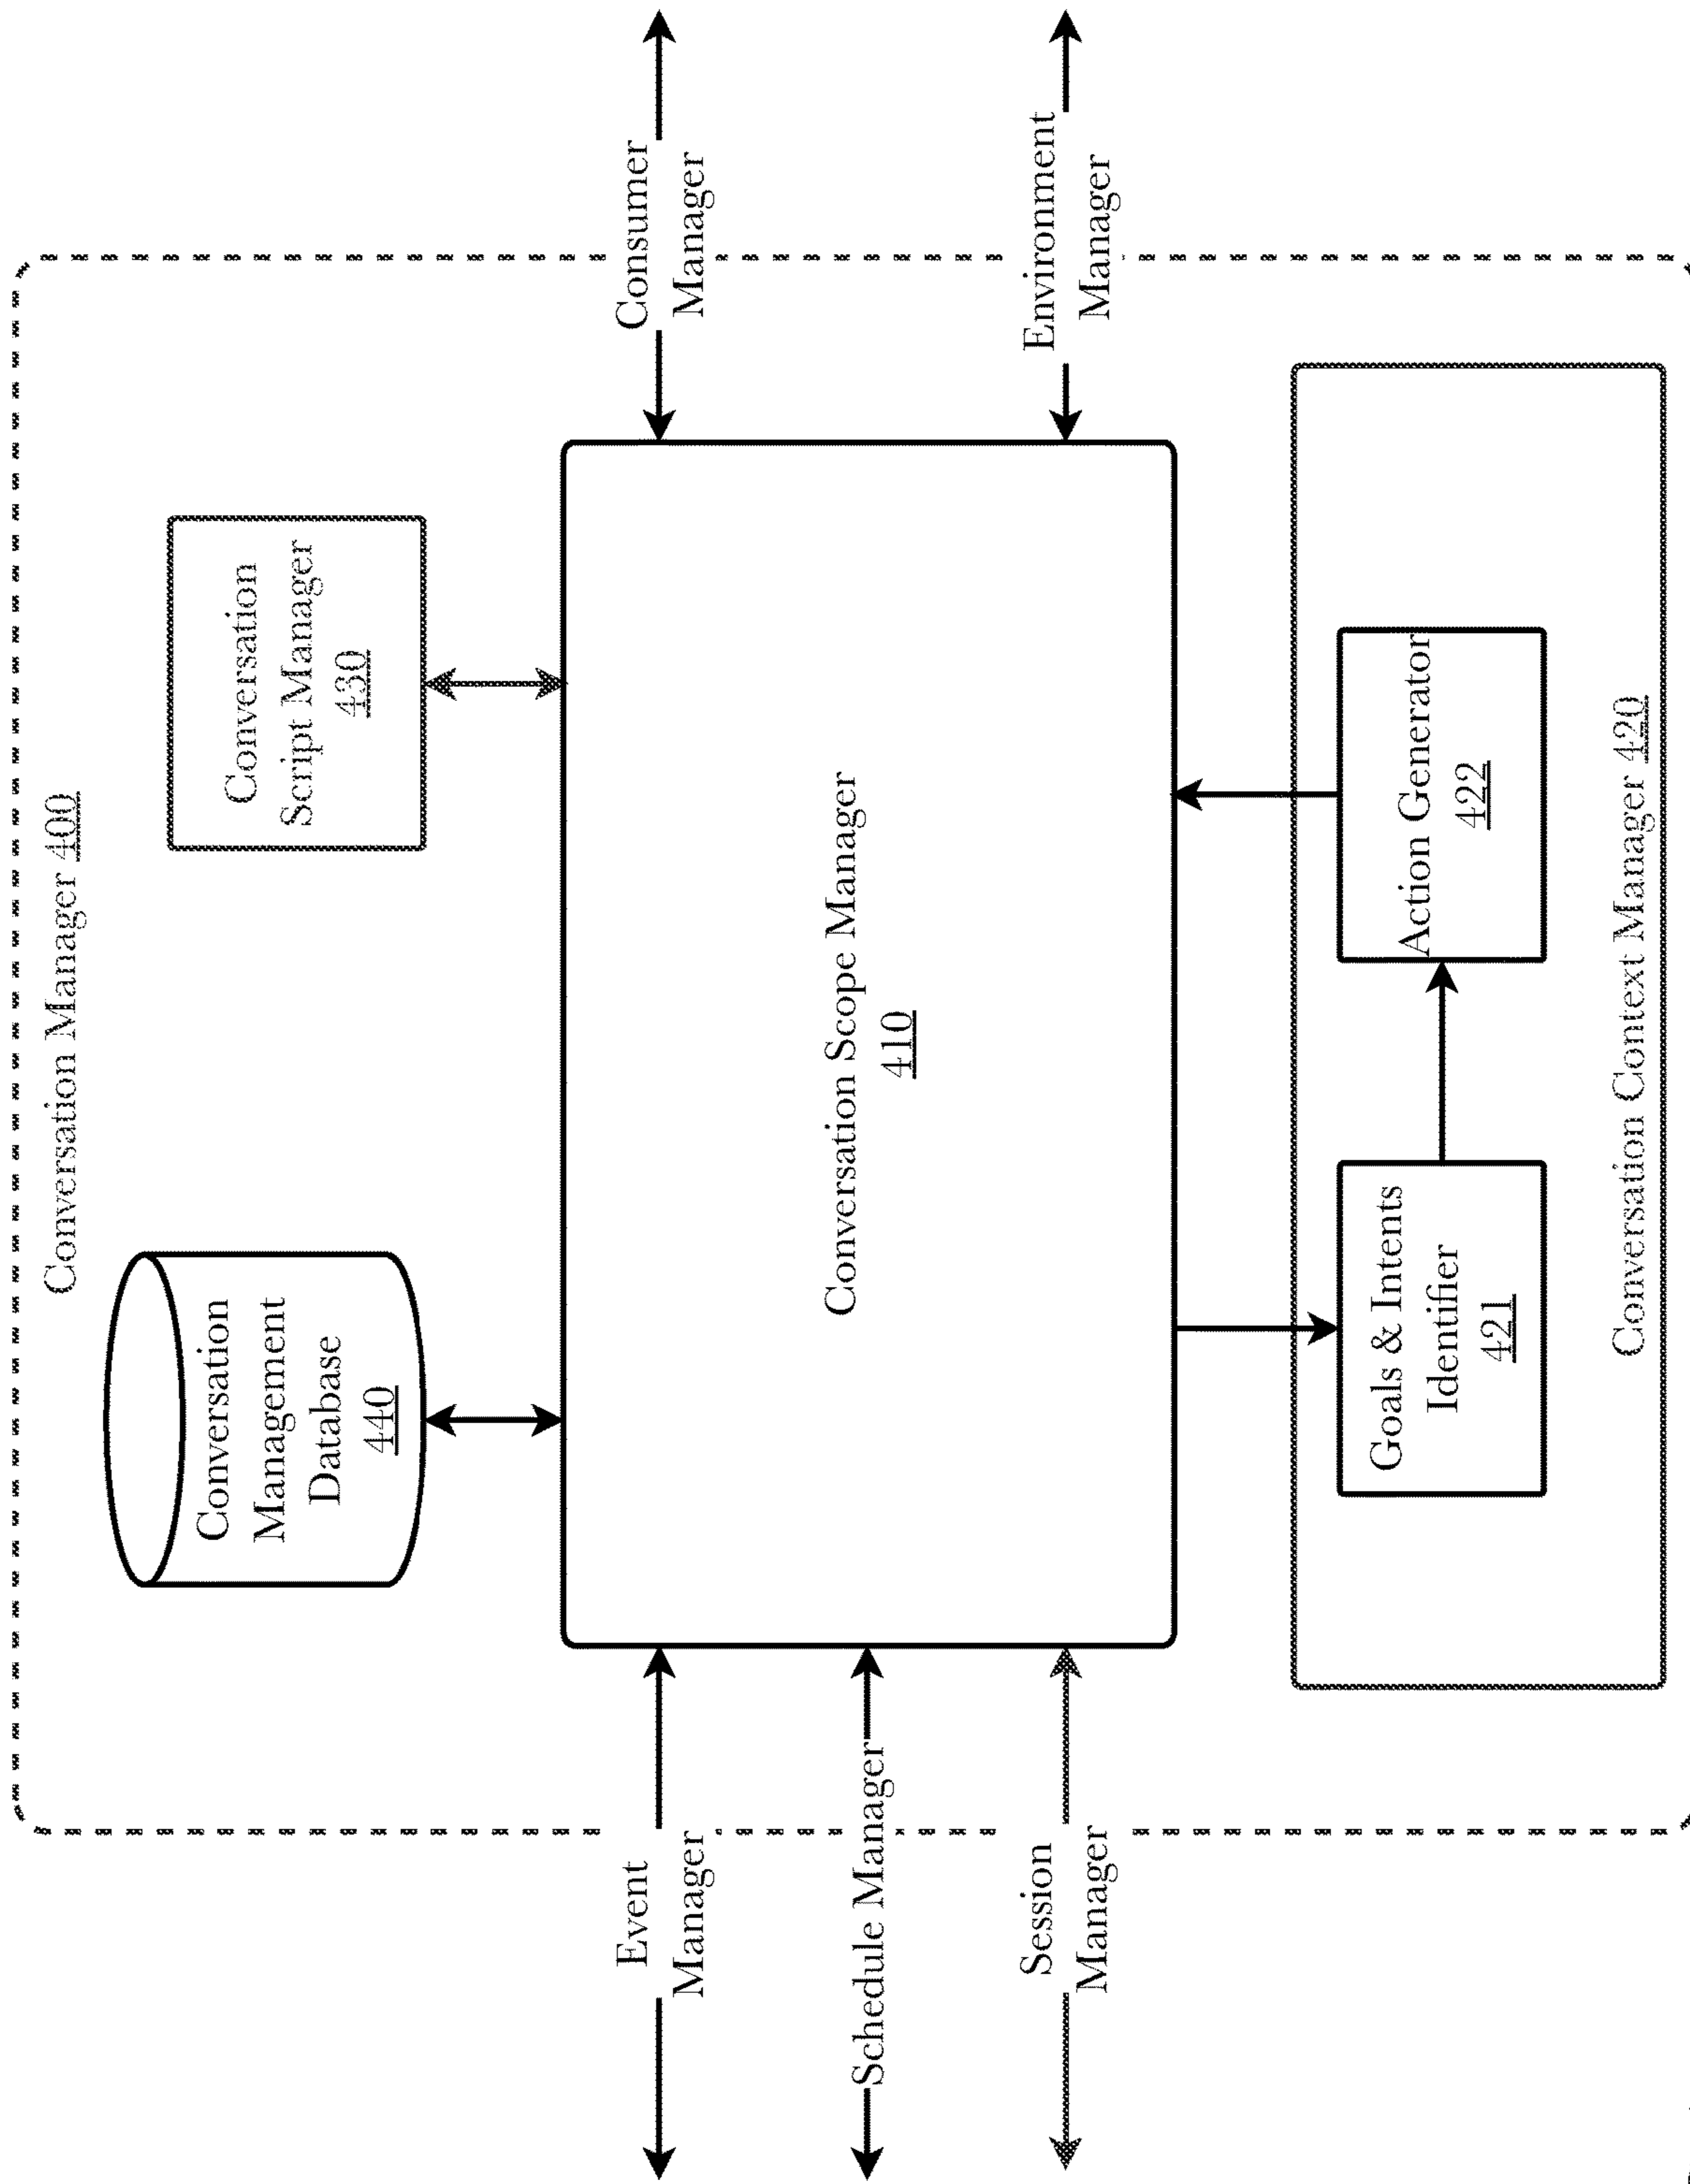 Conversation Manager 400
Conversation
Management
Database
440
Conversation
Script Manager
430
Event
Manager
Schedule Manager
Session
Manager
Conversation Scope Manager
410
Consumer
Manager
Environment
Manager
Goals & Intents
Identifier
421
Action Generator
422
Conversation Context Manager 420